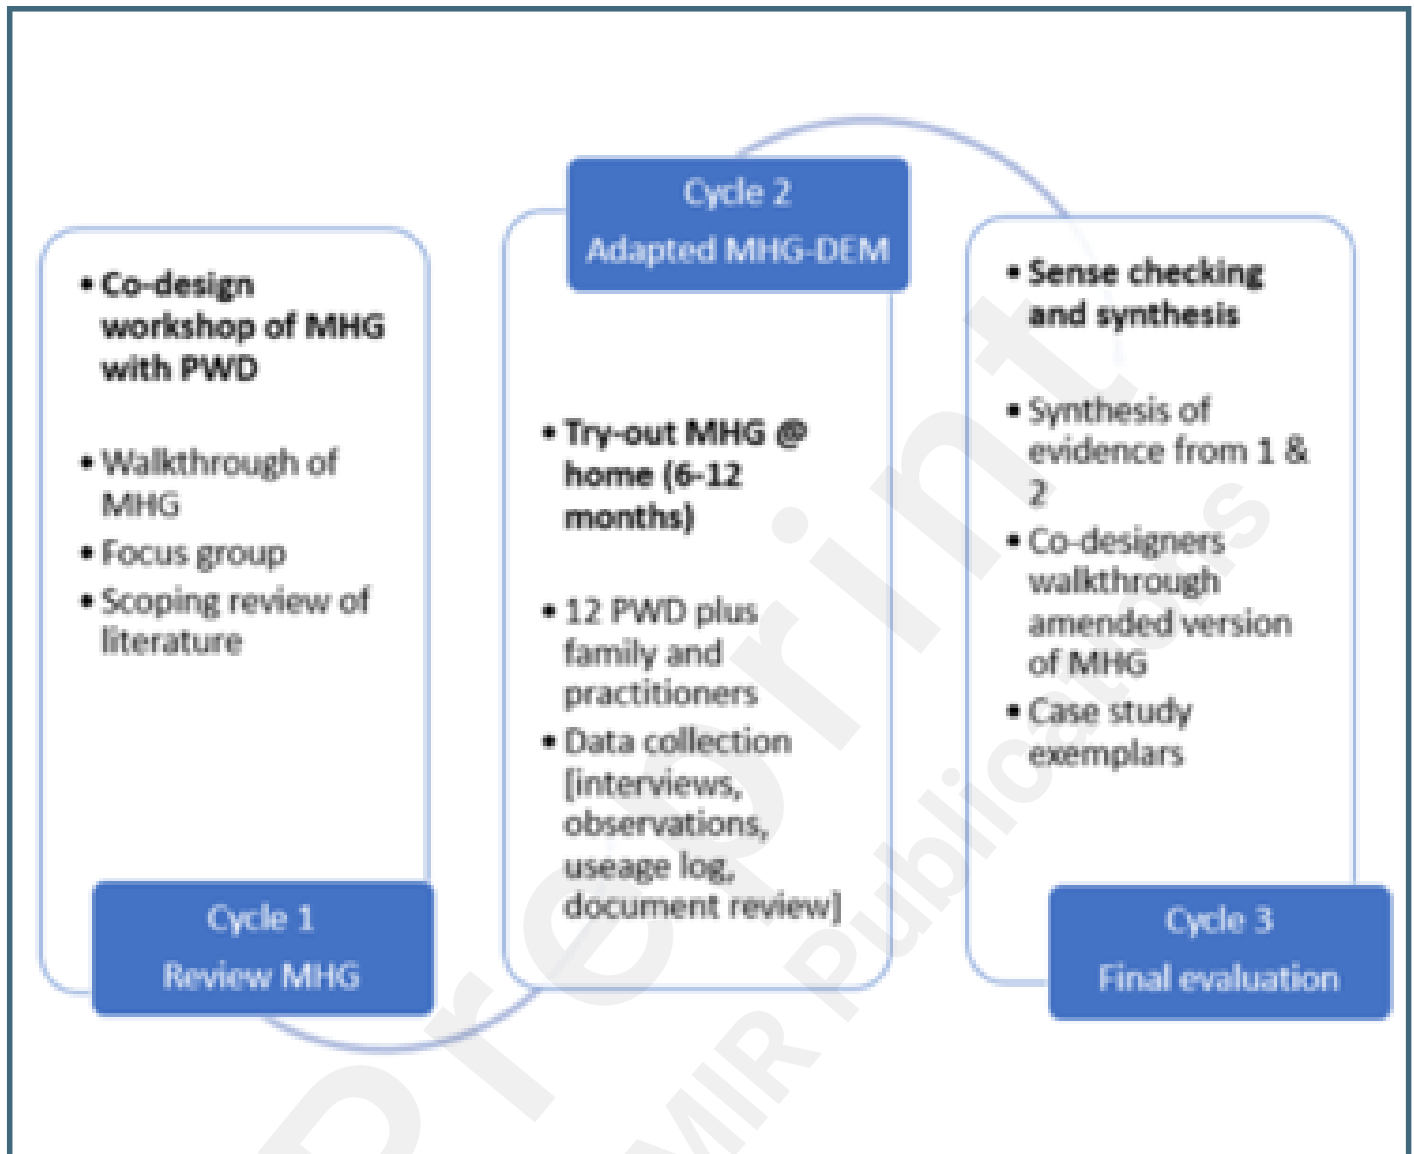 • Co-design
workshop of MHG
with PWD
• Walkthrough of
MHG
• Focus group
• Scoping review of
literature
Cycle 1
Review MHG
Cycle 2
Adapted MHG-DEM
• Try-out MHG @
home (6-12
months)
• 12 PWD plus
family and
practitioners
• Data collection
[interviews,
observations,
useage log,
document review]
• Sense checking
and synthesis
• Synthesis of
evidence from 1 &
2
• Co-designers
walkthrough
amended version
of MHG
• Case study
exemplars
Cycle 3
Final evaluation
Preprint
MIR Publications